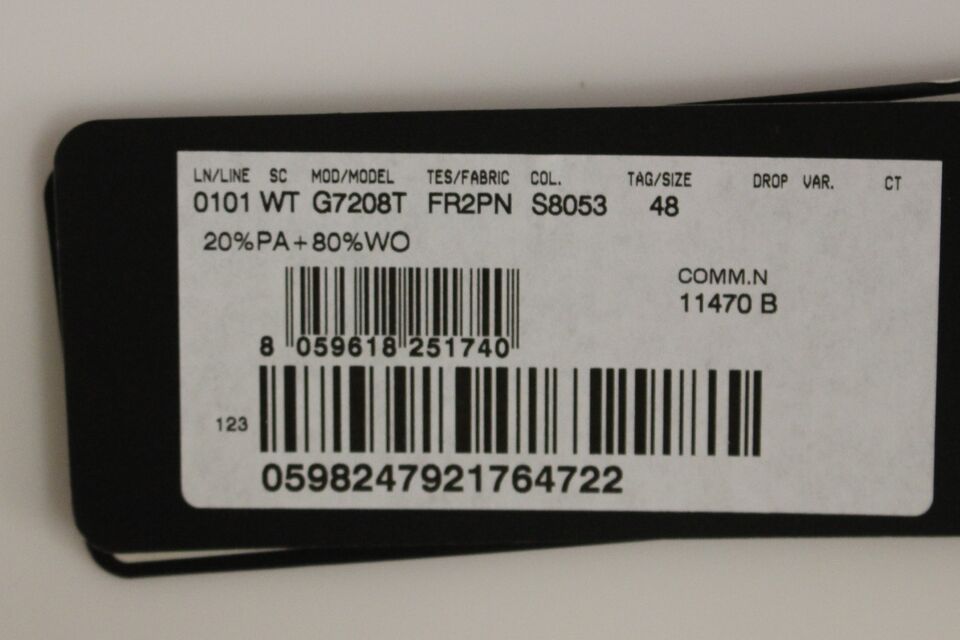 LN/LINE SC MOD/MODEL TES/FABRIC COL. TAG/SIZE DROP VAR. CT
0101 WT G7208T FR2PN S8053 48
20%PA+80%WO
COMM.N
11470 B
8 059618 251740
123
0598247921764722